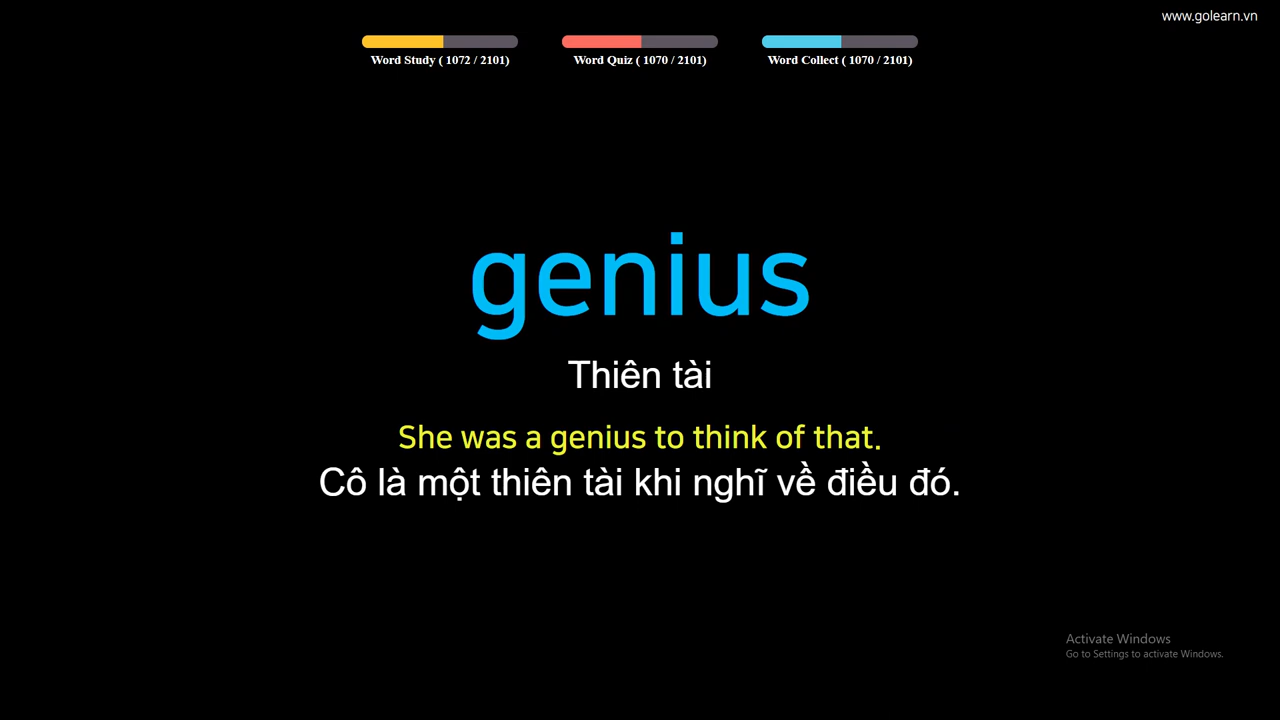 www.golearn.vn
Word Study ( 1072 / 2101)
Word Quiz ( 1070 / 2101)
Word Collect ( 1070 / 2101)
genius
Thiên tài
She was a genius to think of that.
Cô là một thiên tài khi nghĩ về điều đó.
Activate Windows
Go to Settings to activate Windows.